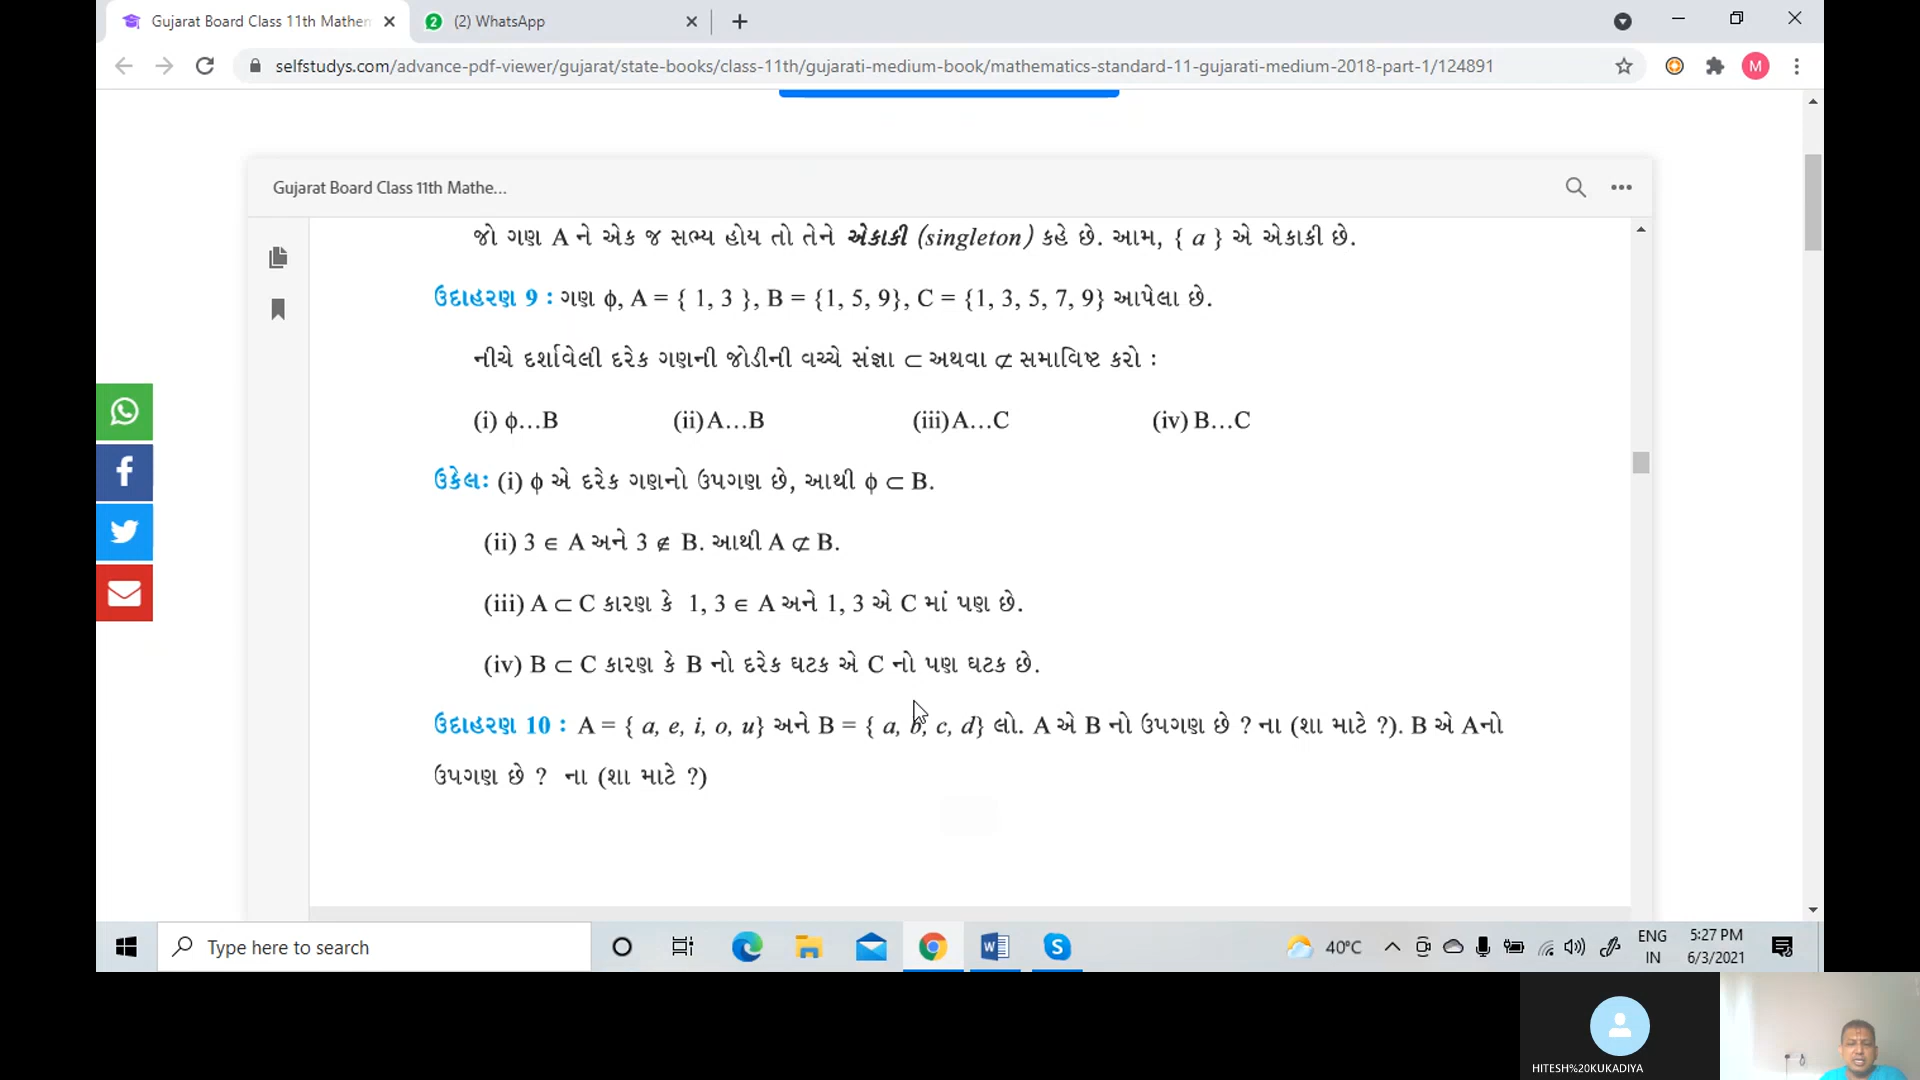 Gujarat Board Class 11th Mathem
(2) WhatsApp
selfstudys.com/advance-pdf-viewer/gujarat/state-books/class-11th/gujarati-medium-book/mathematics-standard-11-gujarati-medium-2018-part-1/124891
M
Gujarat Board Class 11th Mathe...
જો ગણ A ને એક જ સભ્ય હોય તો તેને એકાકી (singleton) કહે છે. આમ, { a } એ એકાકી છે.
ઉદાહરણ 9 : ગણ ϕ, A = { 1, 3 }, B = {1, 5, 9}, C = {1, 3, 5, 7, 9} આપેલા છે.
નીચે દર્શાવેલી દરેક ગણની જોડીની વચ્ચે સંજ્ઞા ⊂ અથવા ⊄ સમાવિષ્ટ કરો :
(i) ϕ...B (ii) A...B (iii) A...C (iv) B...C
ઉકેલ: (i) ϕ એ દરેક ગણનો ઉપગણ છે, આથી ϕ ⊂ B.
(ii) 3 ∈ A અને 3 ∉ B. આથી A ⊄ B.
(iii) A ⊂ C કારણ કે 1, 3 ∈ A અને 1, 3 એ C માં પણ છે.
(iv) B ⊂ C કારણ કે B નો દરેક ઘટક એ C નો પણ ઘટક છે.
ઉદાહરણ 10 : A = { a, e, i, o, u} અને B = { a, b, c, d} લો. A એ B નો ઉપગણ છે ? ના (શા માટે ?). B એ Aનો
ઉપગણ છે ? ના (શા માટે ?)
Type here to search
40°C
ENG
IN
5:27 PM
6/3/2021
HITESH%20KUKADIYA